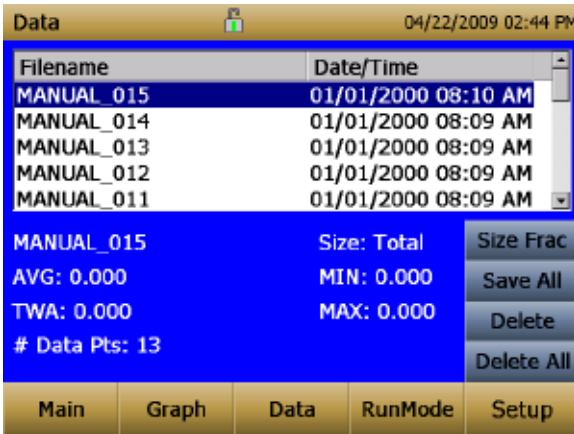 Data 04/22/2009 02:44 PM
Filename Date/Time
MANUAL_015 01/01/2000 08:10 AM
MANUAL_014 01/01/2000 08:09 AM
MANUAL_013 01/01/2000 08:09 AM
MANUAL_012 01/01/2000 08:09 AM
MANUAL_011 01/01/2000 08:09 AM
MANUAL_015 Size: Total Size Frac
AVG: 0.000 MIN: 0.000 Save All
TWA: 0.000 MAX: 0.000 Delete
# Data Pts: 13 Delete All
Main Graph Data RunMode Setup